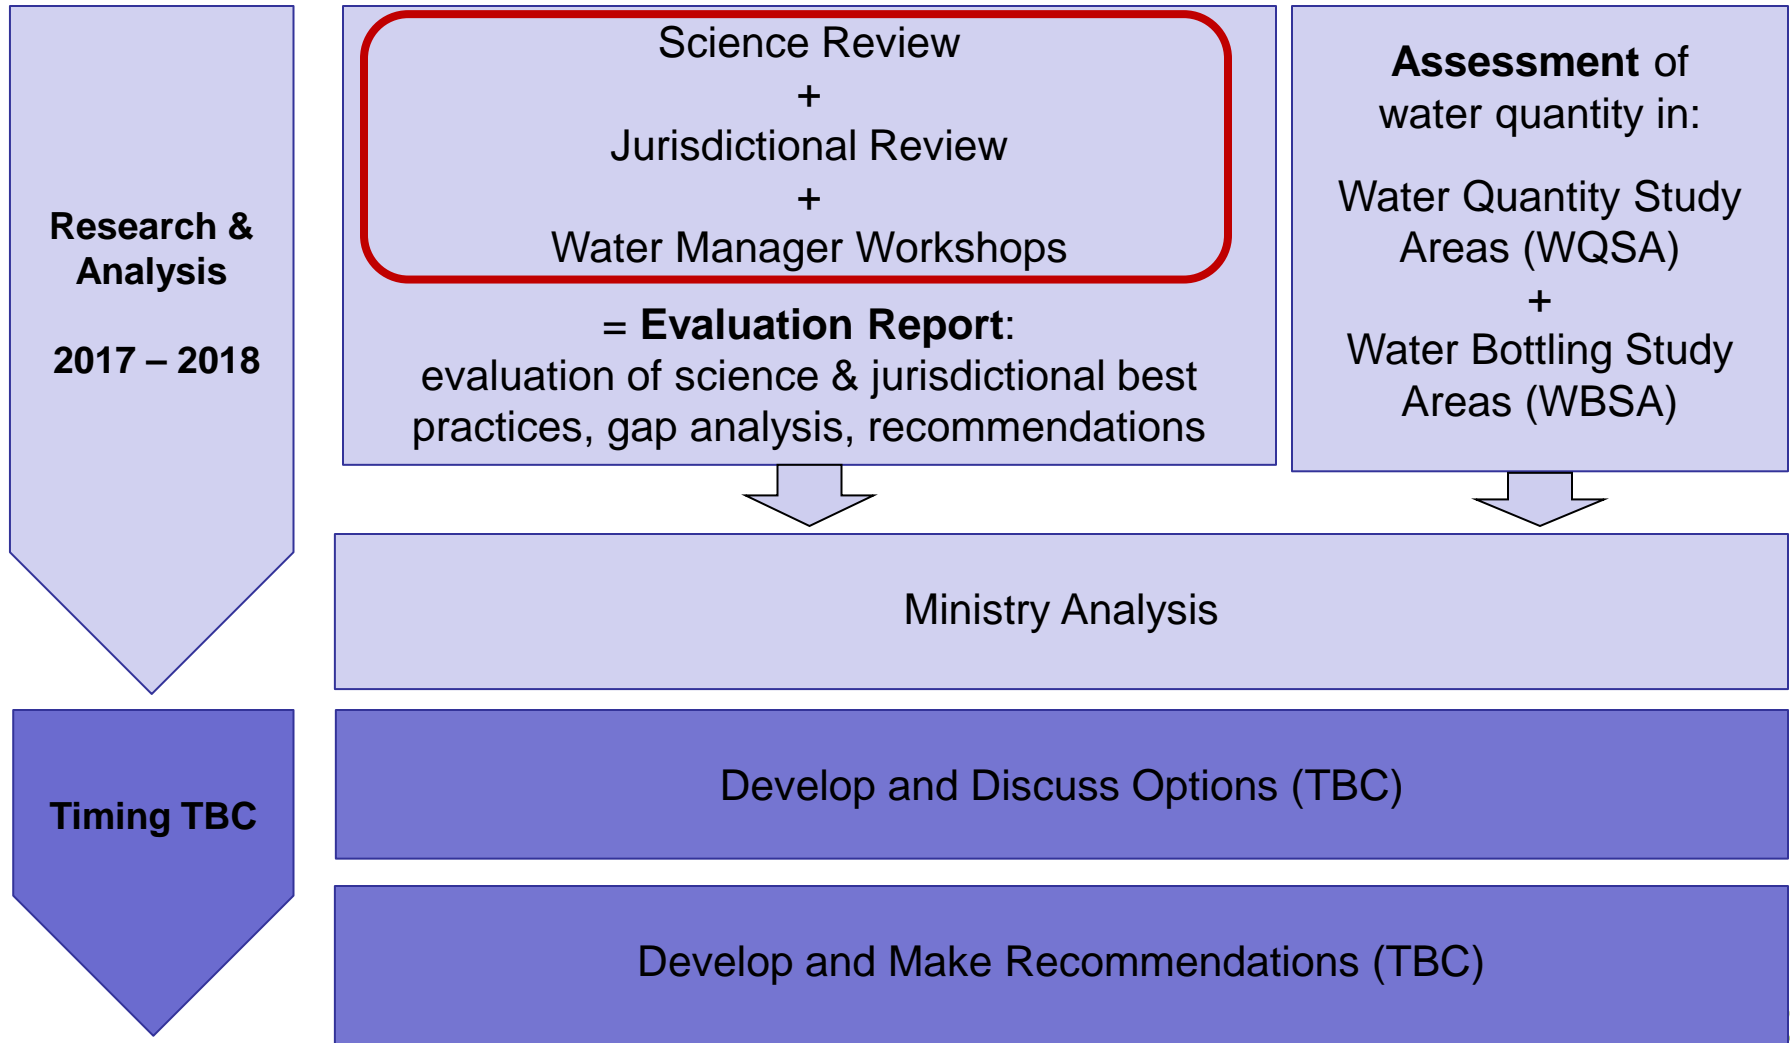 Research &
Analysis
2017 – 2018
Science Review
+
Jurisdictional Review
+
Water Manager Workshops
= Evaluation Report:
evaluation of science & jurisdictional best
practices, gap analysis, recommendations
Assessment of
water quantity in:
Water Quantity Study
Areas (WQSA)
+
Water Bottling Study
Areas (WBSA)
Ministry Analysis
Timing TBC
Develop and Discuss Options (TBC)
Develop and Make Recommendations (TBC)